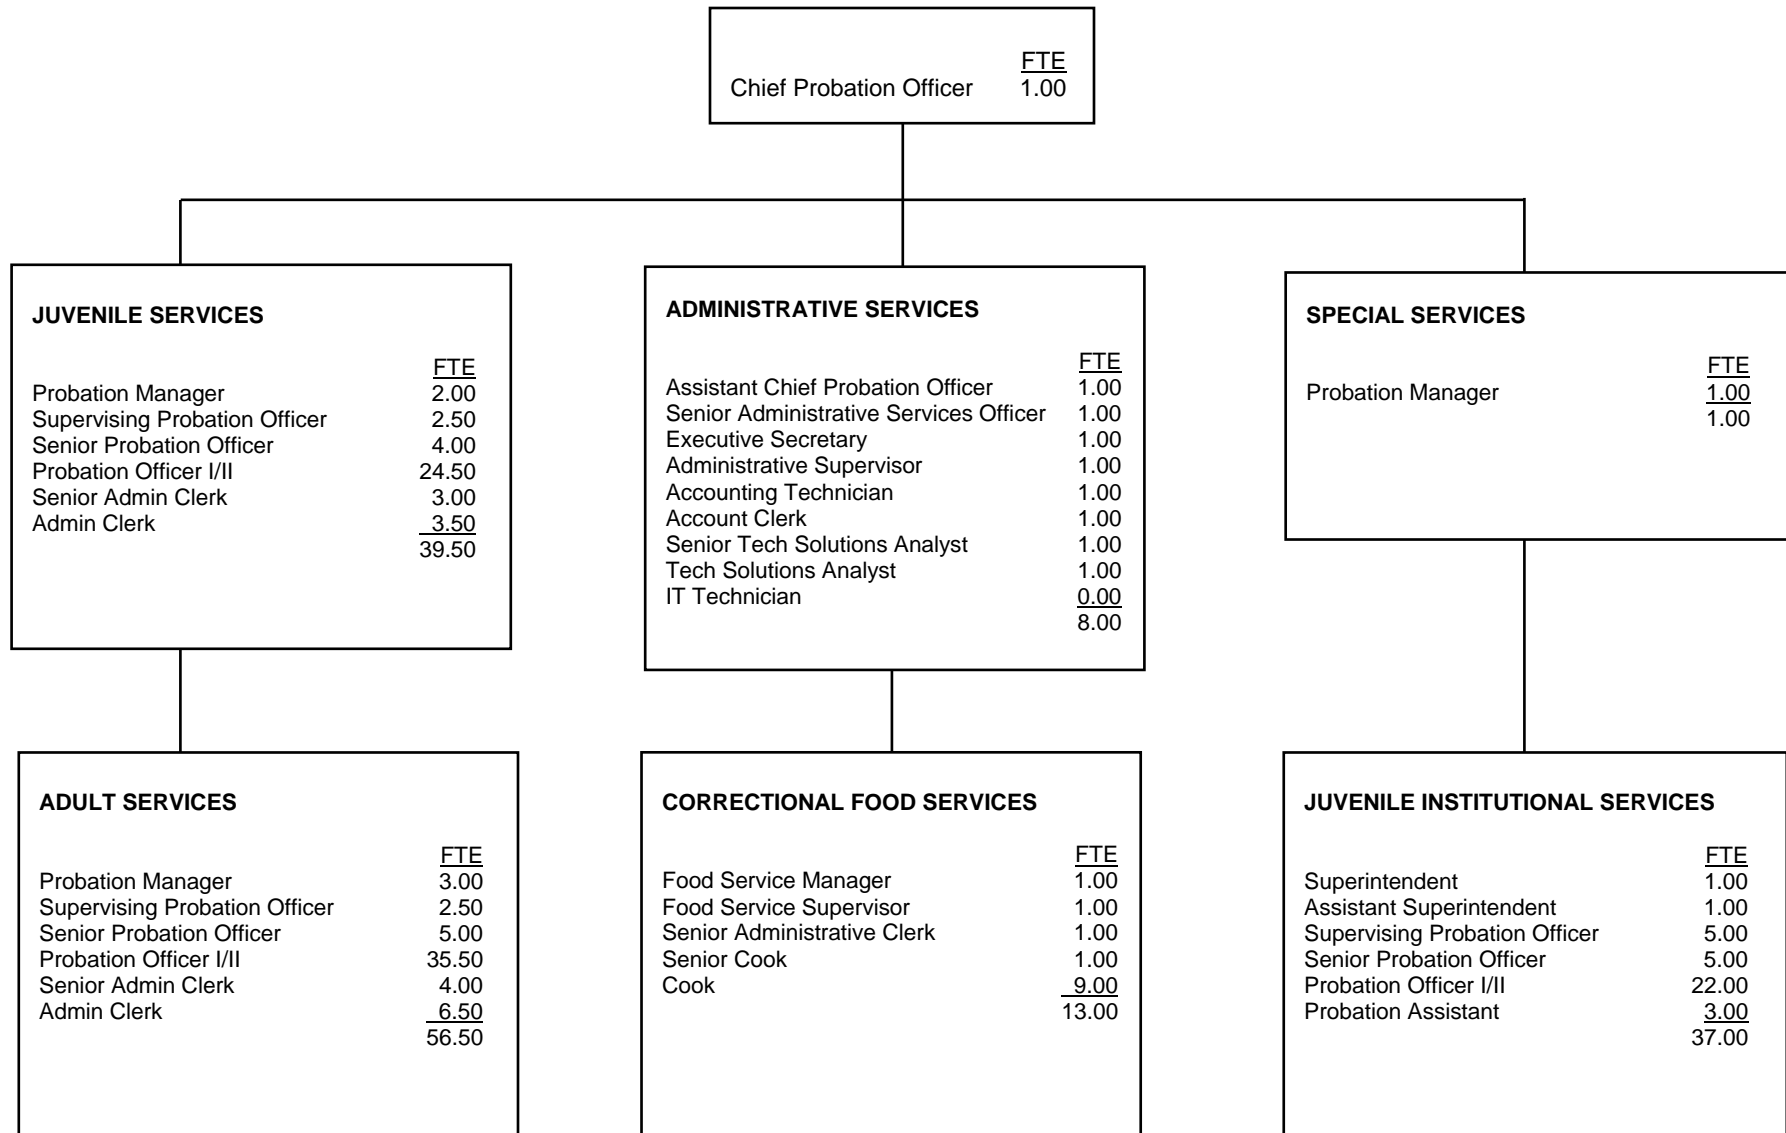 FTE
Chief Probation Officer 1.00
JUVENILE SERVICES
FTE
Probation Manager 2.00
Supervising Probation Officer 2.50
Senior Probation Officer 4.00
Probation Officer I/II 24.50
Senior Admin Clerk 3.00
Admin Clerk 3.50
39.50
ADMINISTRATIVE SERVICES
FTE
Assistant Chief Probation Officer 1.00
Senior Administrative Services Officer 1.00
Executive Secretary 1.00
Administrative Supervisor 1.00
Accounting Technician 1.00
Account Clerk 1.00
Senior Tech Solutions Analyst 1.00
Tech Solutions Analyst 1.00
IT Technician 0.00
8.00
SPECIAL SERVICES
FTE
Probation Manager 1.00
1.00
ADULT SERVICES
FTE
Probation Manager 3.00
Supervising Probation Officer 2.50
Senior Probation Officer 5.00
Probation Officer I/II 35.50
Senior Admin Clerk 4.00
Admin Clerk 6.50
56.50
CORRECTIONAL FOOD SERVICES
FTE
Food Service Manager 1.00
Food Service Supervisor 1.00
Senior Administrative Clerk 1.00
Senior Cook 1.00
Cook 9.00
13.00
JUVENILE INSTITUTIONAL SERVICES
FTE
Superintendent 1.00
Assistant Superintendent 1.00
Supervising Probation Officer 5.00
Senior Probation Officer 5.00
Probation Officer I/II 22.00
Probation Assistant 3.00
37.00